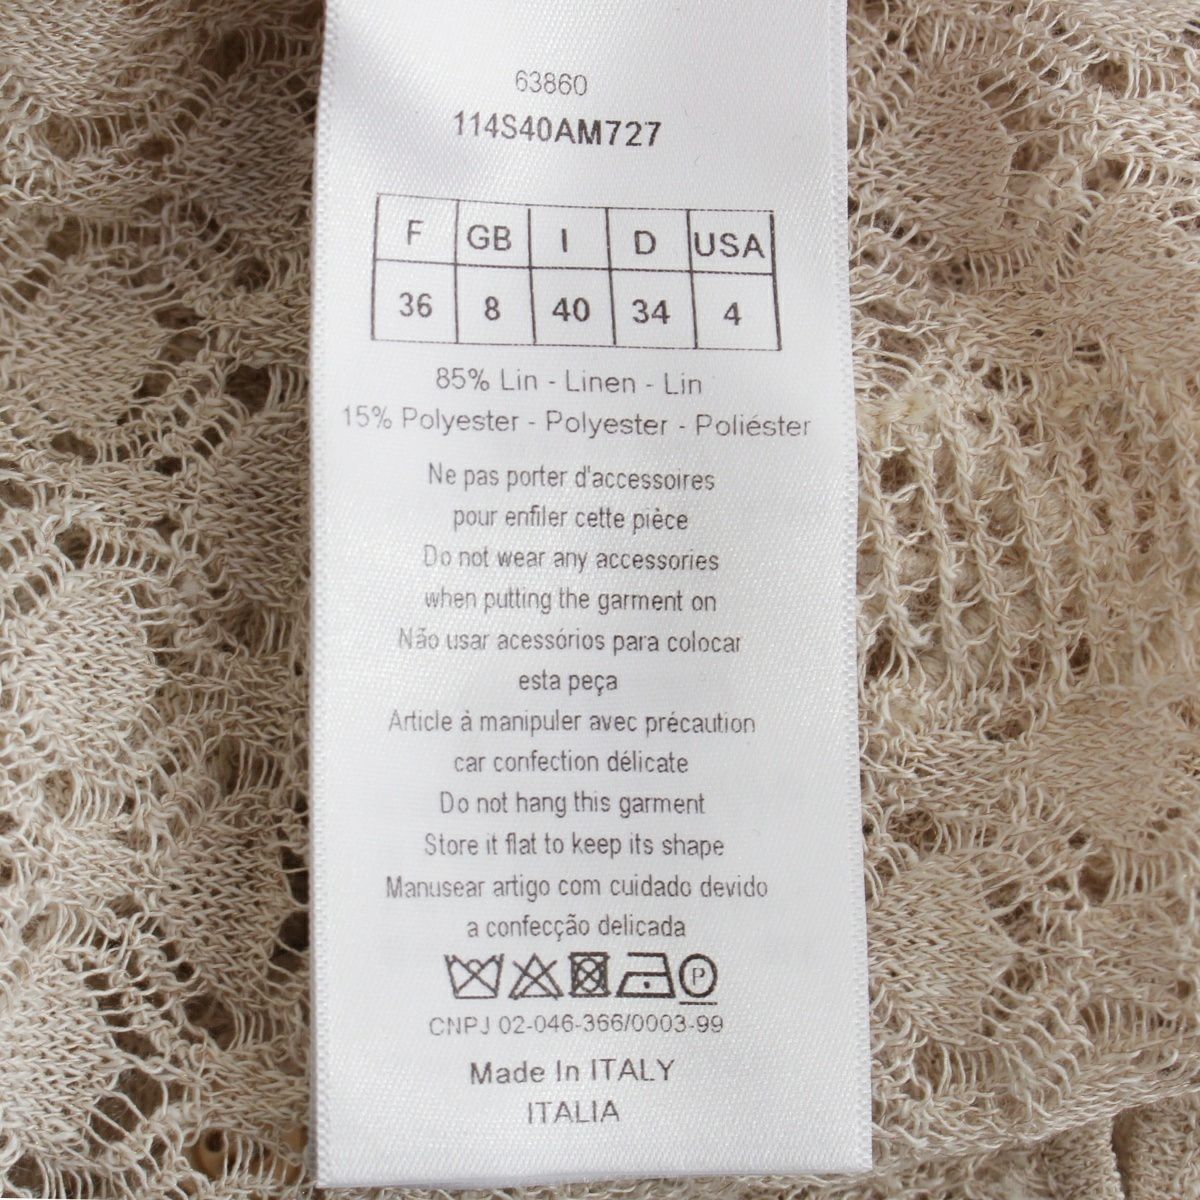 63860
114S40AM727
F GB I D USA
36 8 40 34 4
85% Lin - Linen - Lin
15% Polyester - Polyester - Poliéster
Ne pas porter d'accessoires
pour enfiler cette pièce
Do not wear any accessories
when putting the garment on
Não usar acessórios para colocar
esta peça
Article à manipuler avec précaution
car confection délicate
Do not hang this garment
Store it flat to keep its shape
Manusear artigo com cuidado devido
a confecção delicada
P
CNPJ 02-046-366/0003-99
Made In ITALY
ITALIA